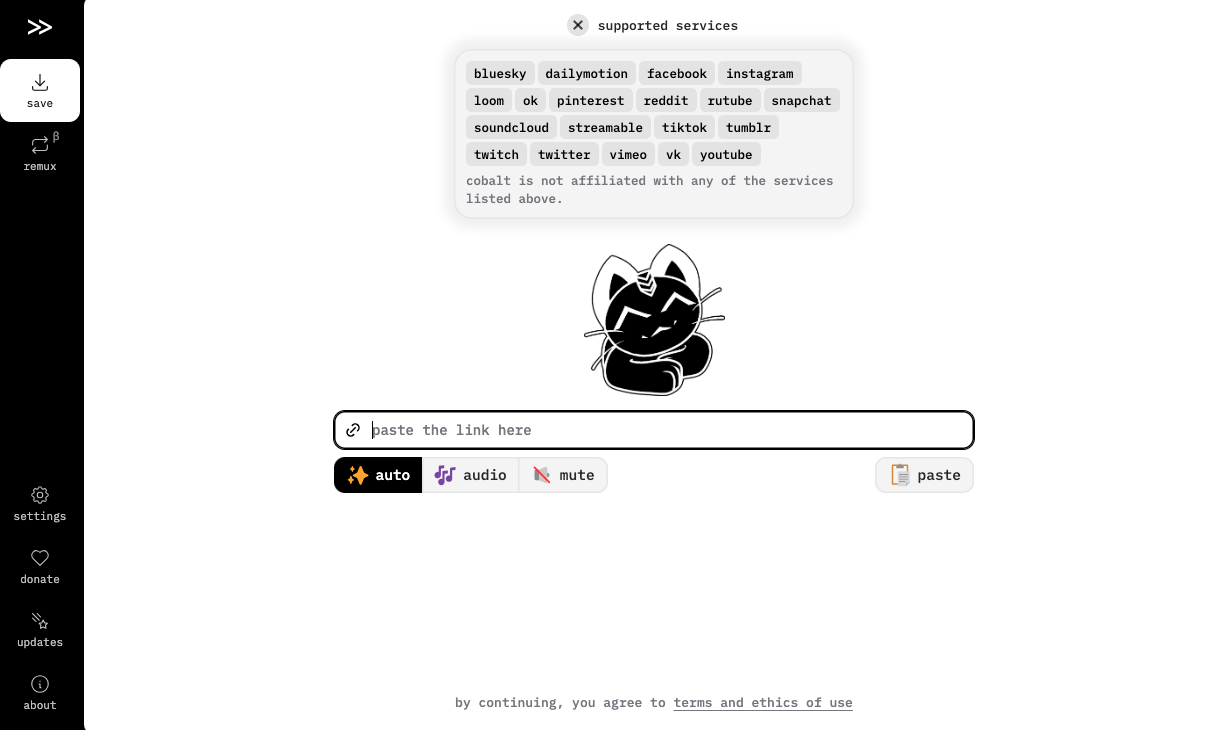 supported services
bluesky dailymotion facebook instagram
loom ok pinterest reddit rutube snapchat
soundcloud streamable tiktok tumblr
twitch twitter vimeo vk youtube
cobalt is not affiliated with any of the services
listed above.
save
β
remux
paste the link here
auto audio mute paste
settings
donate
updates
about
by continuing, you agree to terms and ethics of use